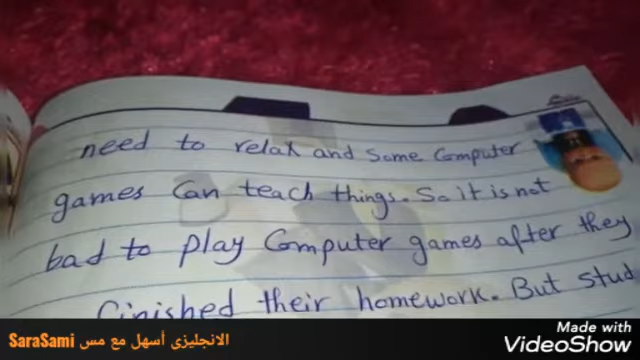 need to relax and Some Computer
games Can teach things. So it is not
bad to play Computer games after they
finished their homework. But
الانجليزى أسهل مع مس SaraSami
Made with
VideoShow